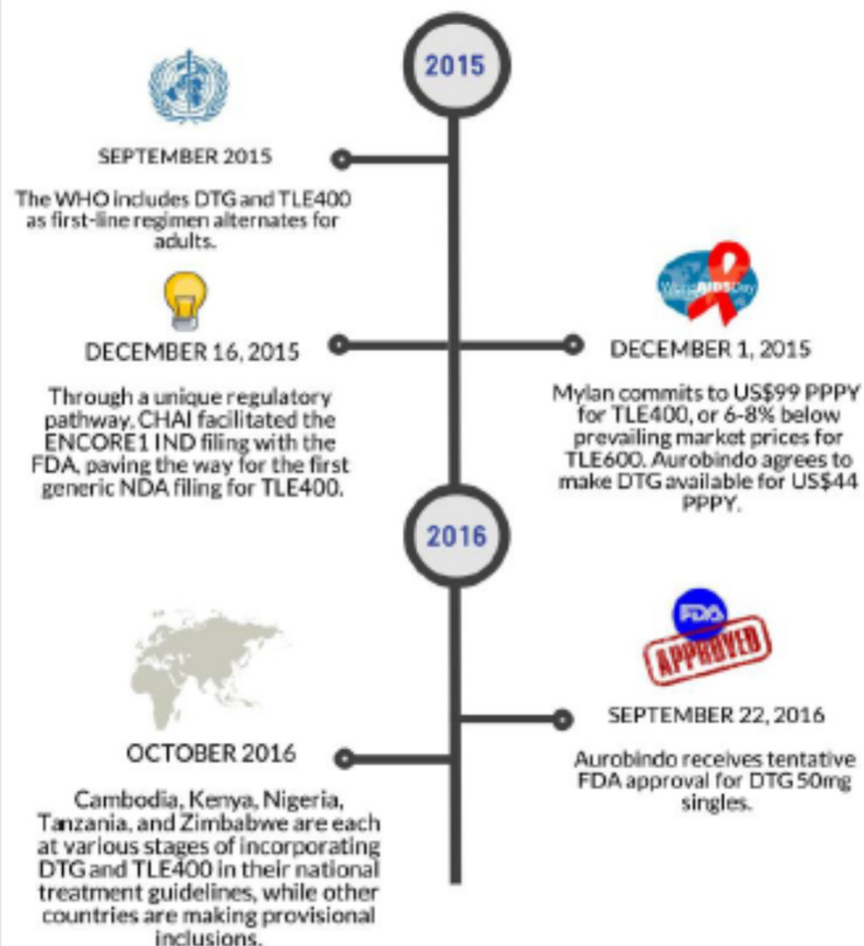 2015
SEPTEMBER 2015
The WHO includes DTG and TLE400
as first-line regimen alternates for
adults.
DECEMBER 16, 2015
Through a unique regulatory
pathway, CHAI facilitated the
ENCORE1 IND filing with the
FDA, paving the way for the first
generic NDA filing for TLE400.
World AIDS Day
DECEMBER 1, 2015
Mylan commits to US$99 PPPY
for TLE400, or 6-8% below
prevailing market prices for
TLE600. Aurobindo agrees to
make DTG available for US$44
PPPY.
2016
FDA
APPROVED
SEPTEMBER 22, 2016
Aurobindo receives tentative
FDA approval for DTG 50mg
singles.
OCTOBER 2016
Cambodia, Kenya, Nigeria,
Tanzania, and Zimbabwe are each
at various stages of incorporating
DTG and TLE400 in their national
treatment guidelines, while other
countries are making provisional
inclusions.